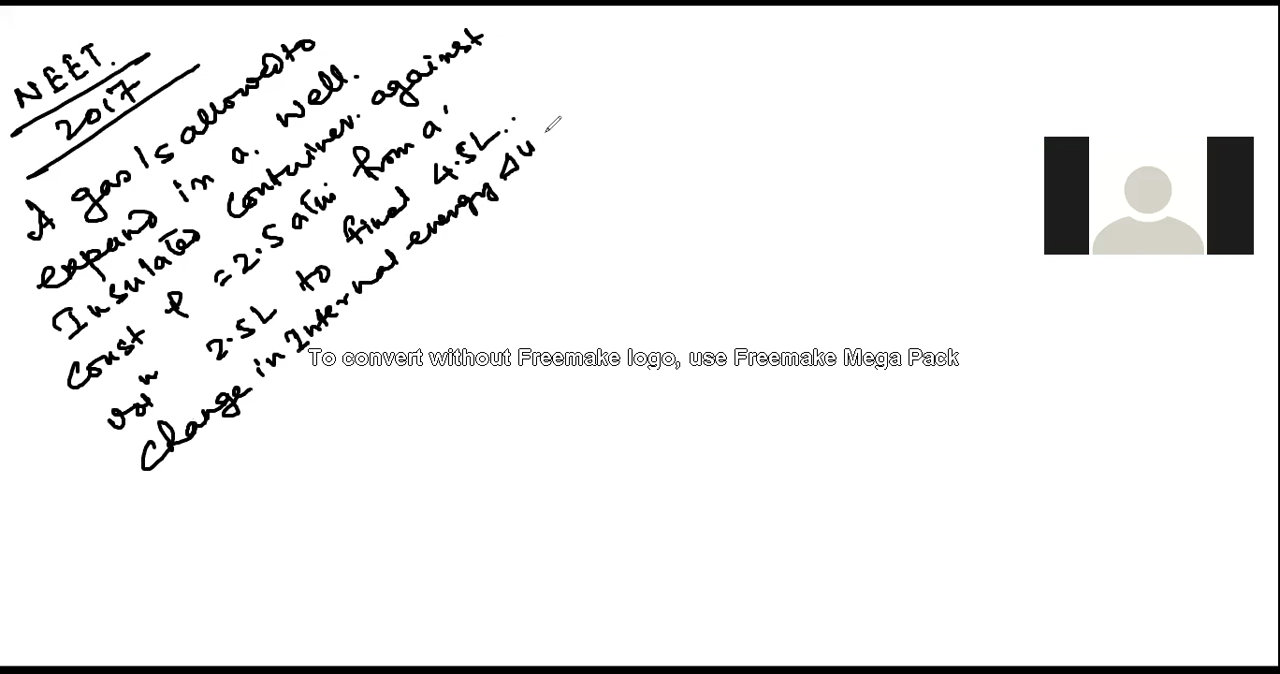 NEET.
2017
A gas is allowed to
expand in a. well.
Insulated container. against
const P = 2.5 atm from a
vol 2.5L to final 4.5L..
Change in Internal energy ΔU
To convert without Freemake logo, use Freemake Mega Pack